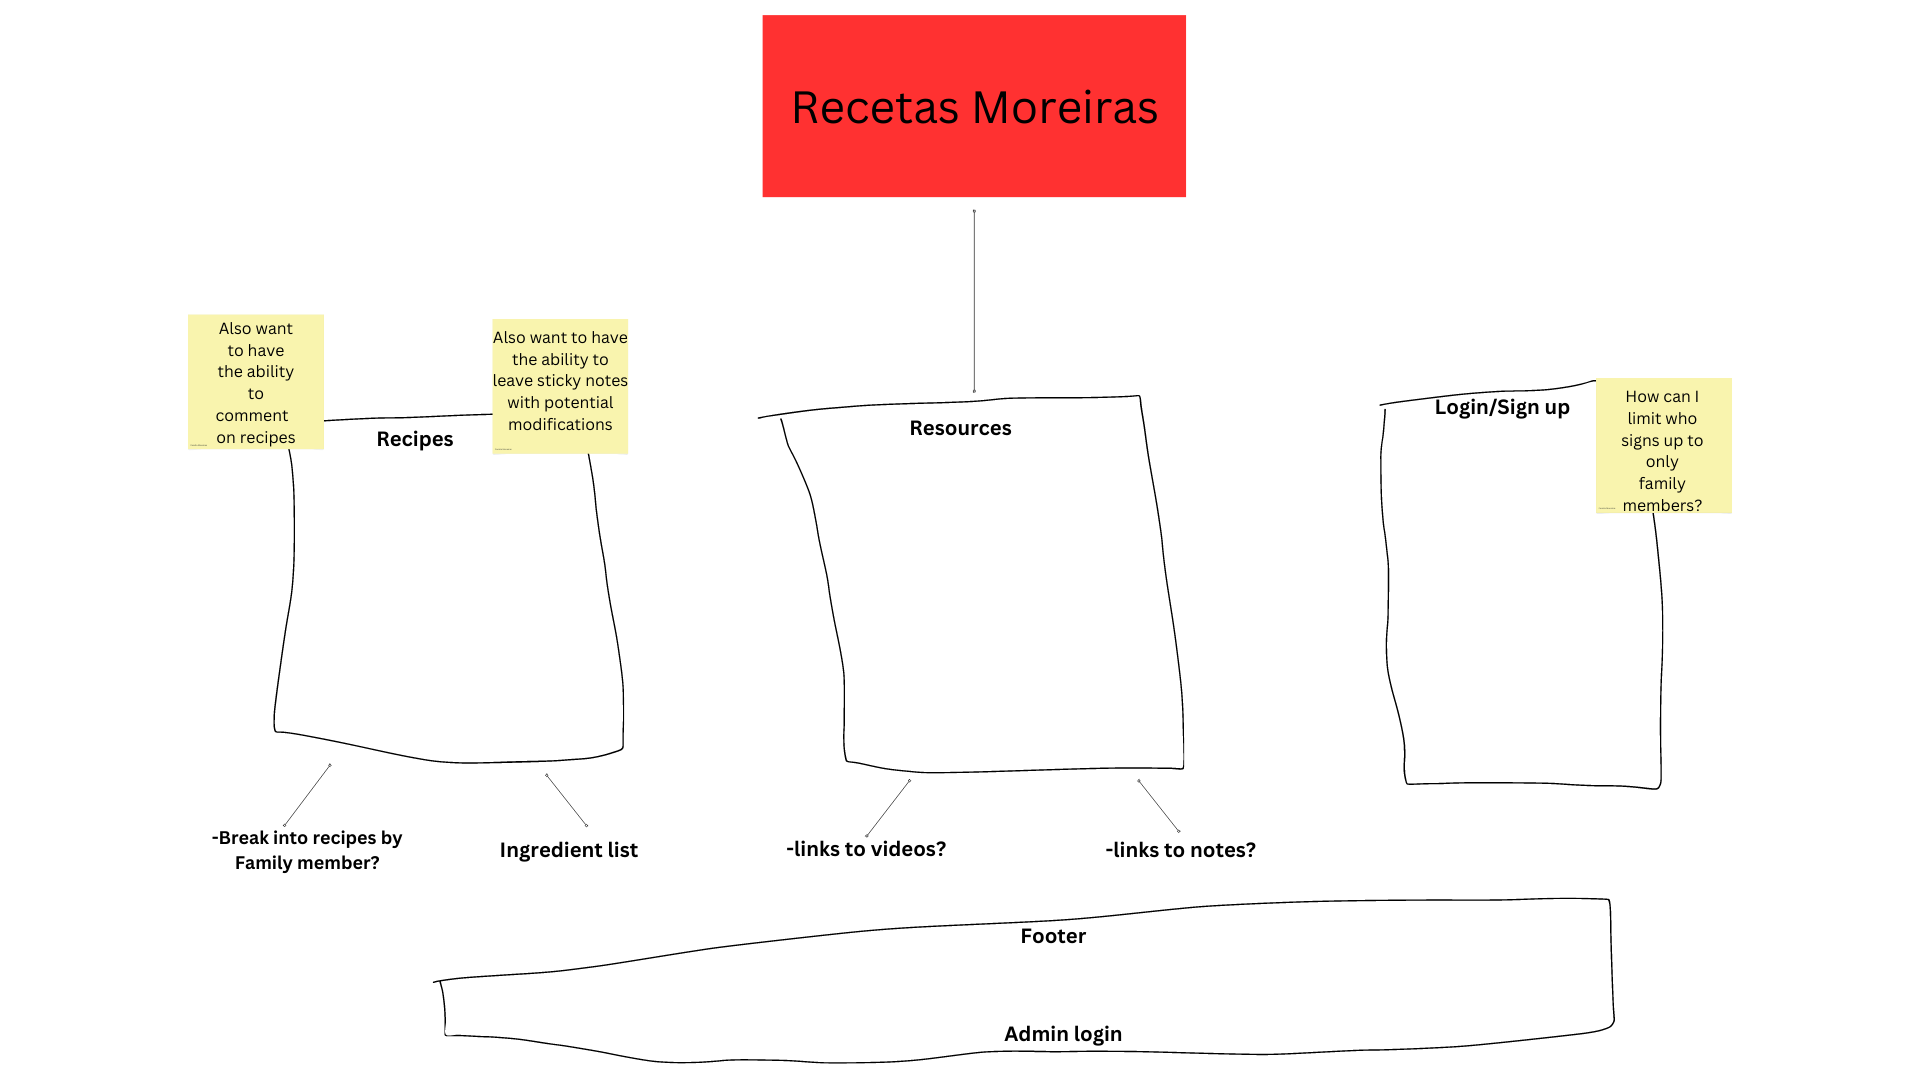 Recetas Moreiras
Also want
to have
the ability
to
comment
on recipes
Also want to have
the ability to
leave sticky notes
with potential
modifications
Recipes
Resources
Login/Sign up
How can I
limit who
signs up to
only
family
members?
-Break into recipes by
Family member?
Ingredient list
-links to videos?
-links to notes?
Footer
Admin login